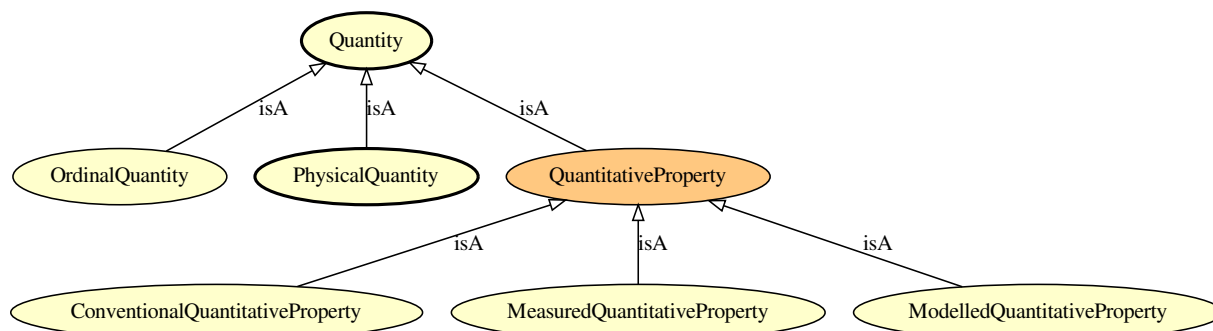 Quantity
isA
isA
isA
OrdinalQuantity
PhysicalQuantity
QuantitativeProperty
isA
isA
isA
ConventionalQuantitativeProperty
MeasuredQuantitativeProperty
ModelledQuantitativeProperty